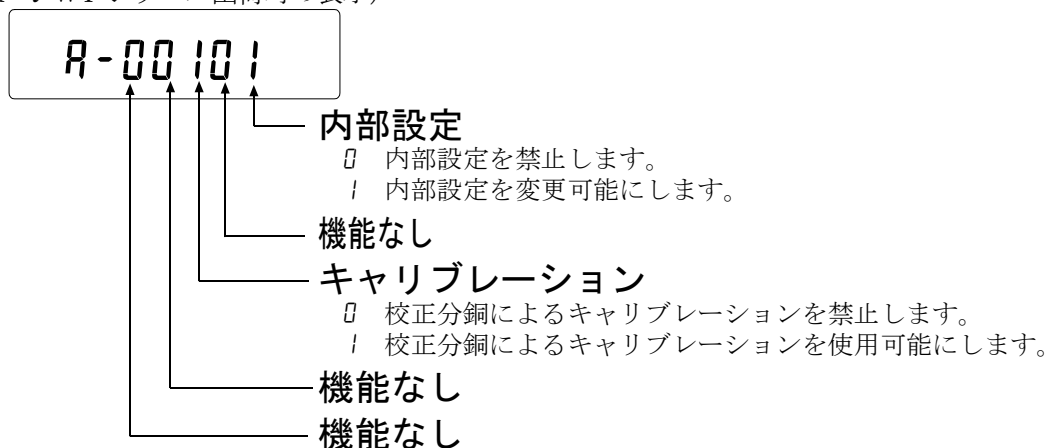 A-00101
内部設定
0 内部設定を禁止します。
1 内部設定を変更可能にします。
機能なし
キャリブレーション
0 校正分銅によるキャリブレーションを禁止します。
1 校正分銅によるキャリブレーションを使用可能にします。
機能なし
機能なし